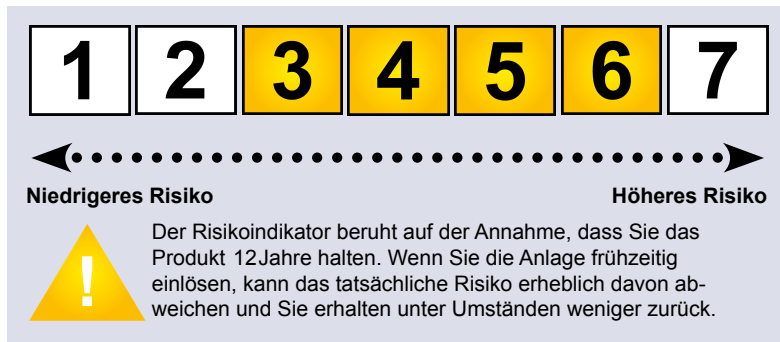 1 2 3 4 5 6 7
Niedrigeres Risiko Höheres Risiko
! Der Risikoindikator beruht auf der Annahme, dass Sie das
Produkt 12Jahre halten. Wenn Sie die Anlage frühzeitig
einlösen, kann das tatsächliche Risiko erheblich davon ab-
weichen und Sie erhalten unter Umständen weniger zurück.